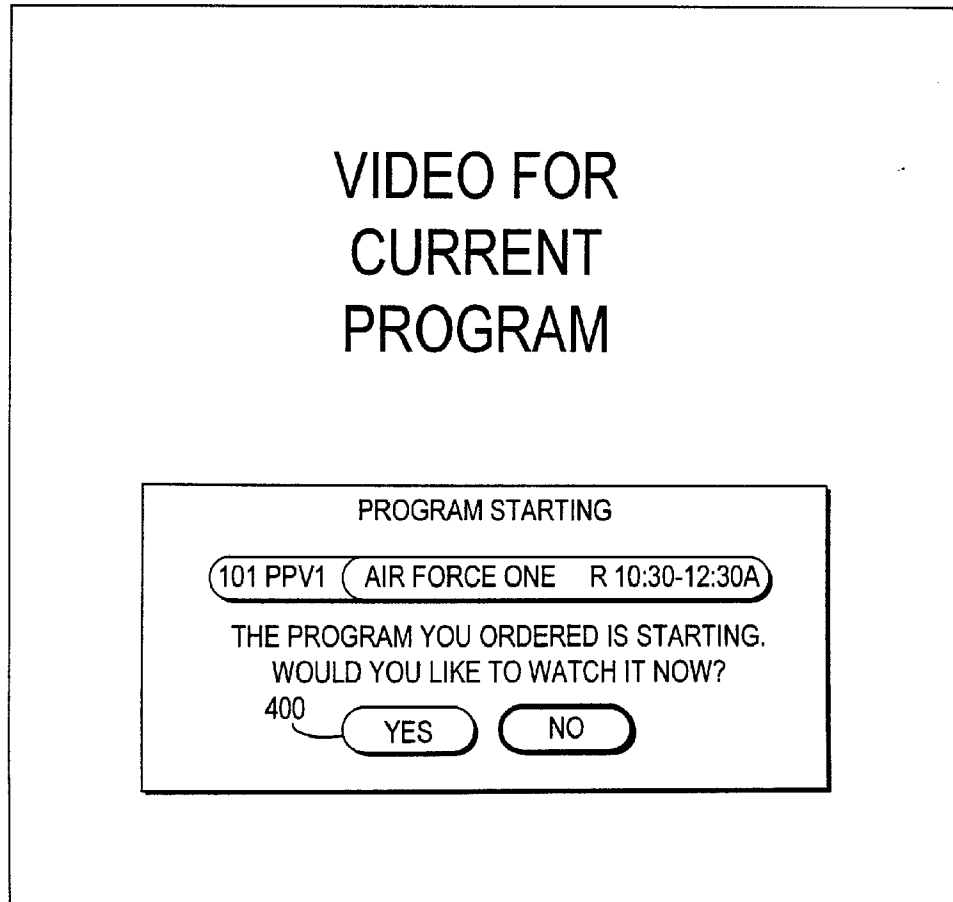 VIDEO FOR
CURRENT
PROGRAM
PROGRAM STARTING
101 PPV1 AIR FORCE ONE R 10:30-12:30A
THE PROGRAM YOU ORDERED IS STARTING.
WOULD YOU LIKE TO WATCH IT NOW?
400
YES NO